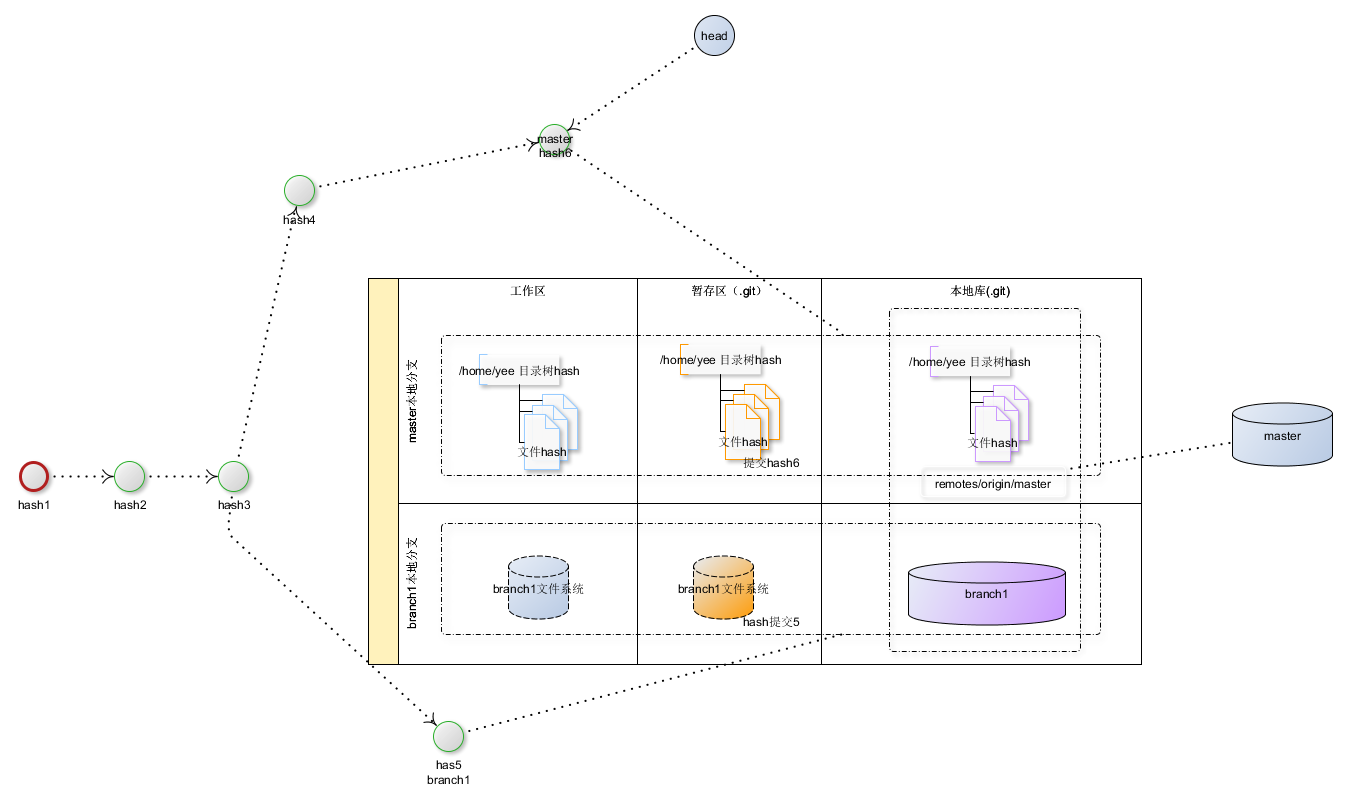 head
master
hash6
hash4
工作区
暂存区（.git）
本地库(.git)
master本地分支
/home/yee 目录树hash
文件hash
/home/yee 目录树hash
文件hash
提交hash6
/home/yee 目录树hash
文件hash
remotes/origin/master
master
hash1
hash2
hash3
branch1本地分支
branch1文件系统
branch1文件系统
hash提交5
branch1
has5
branch1